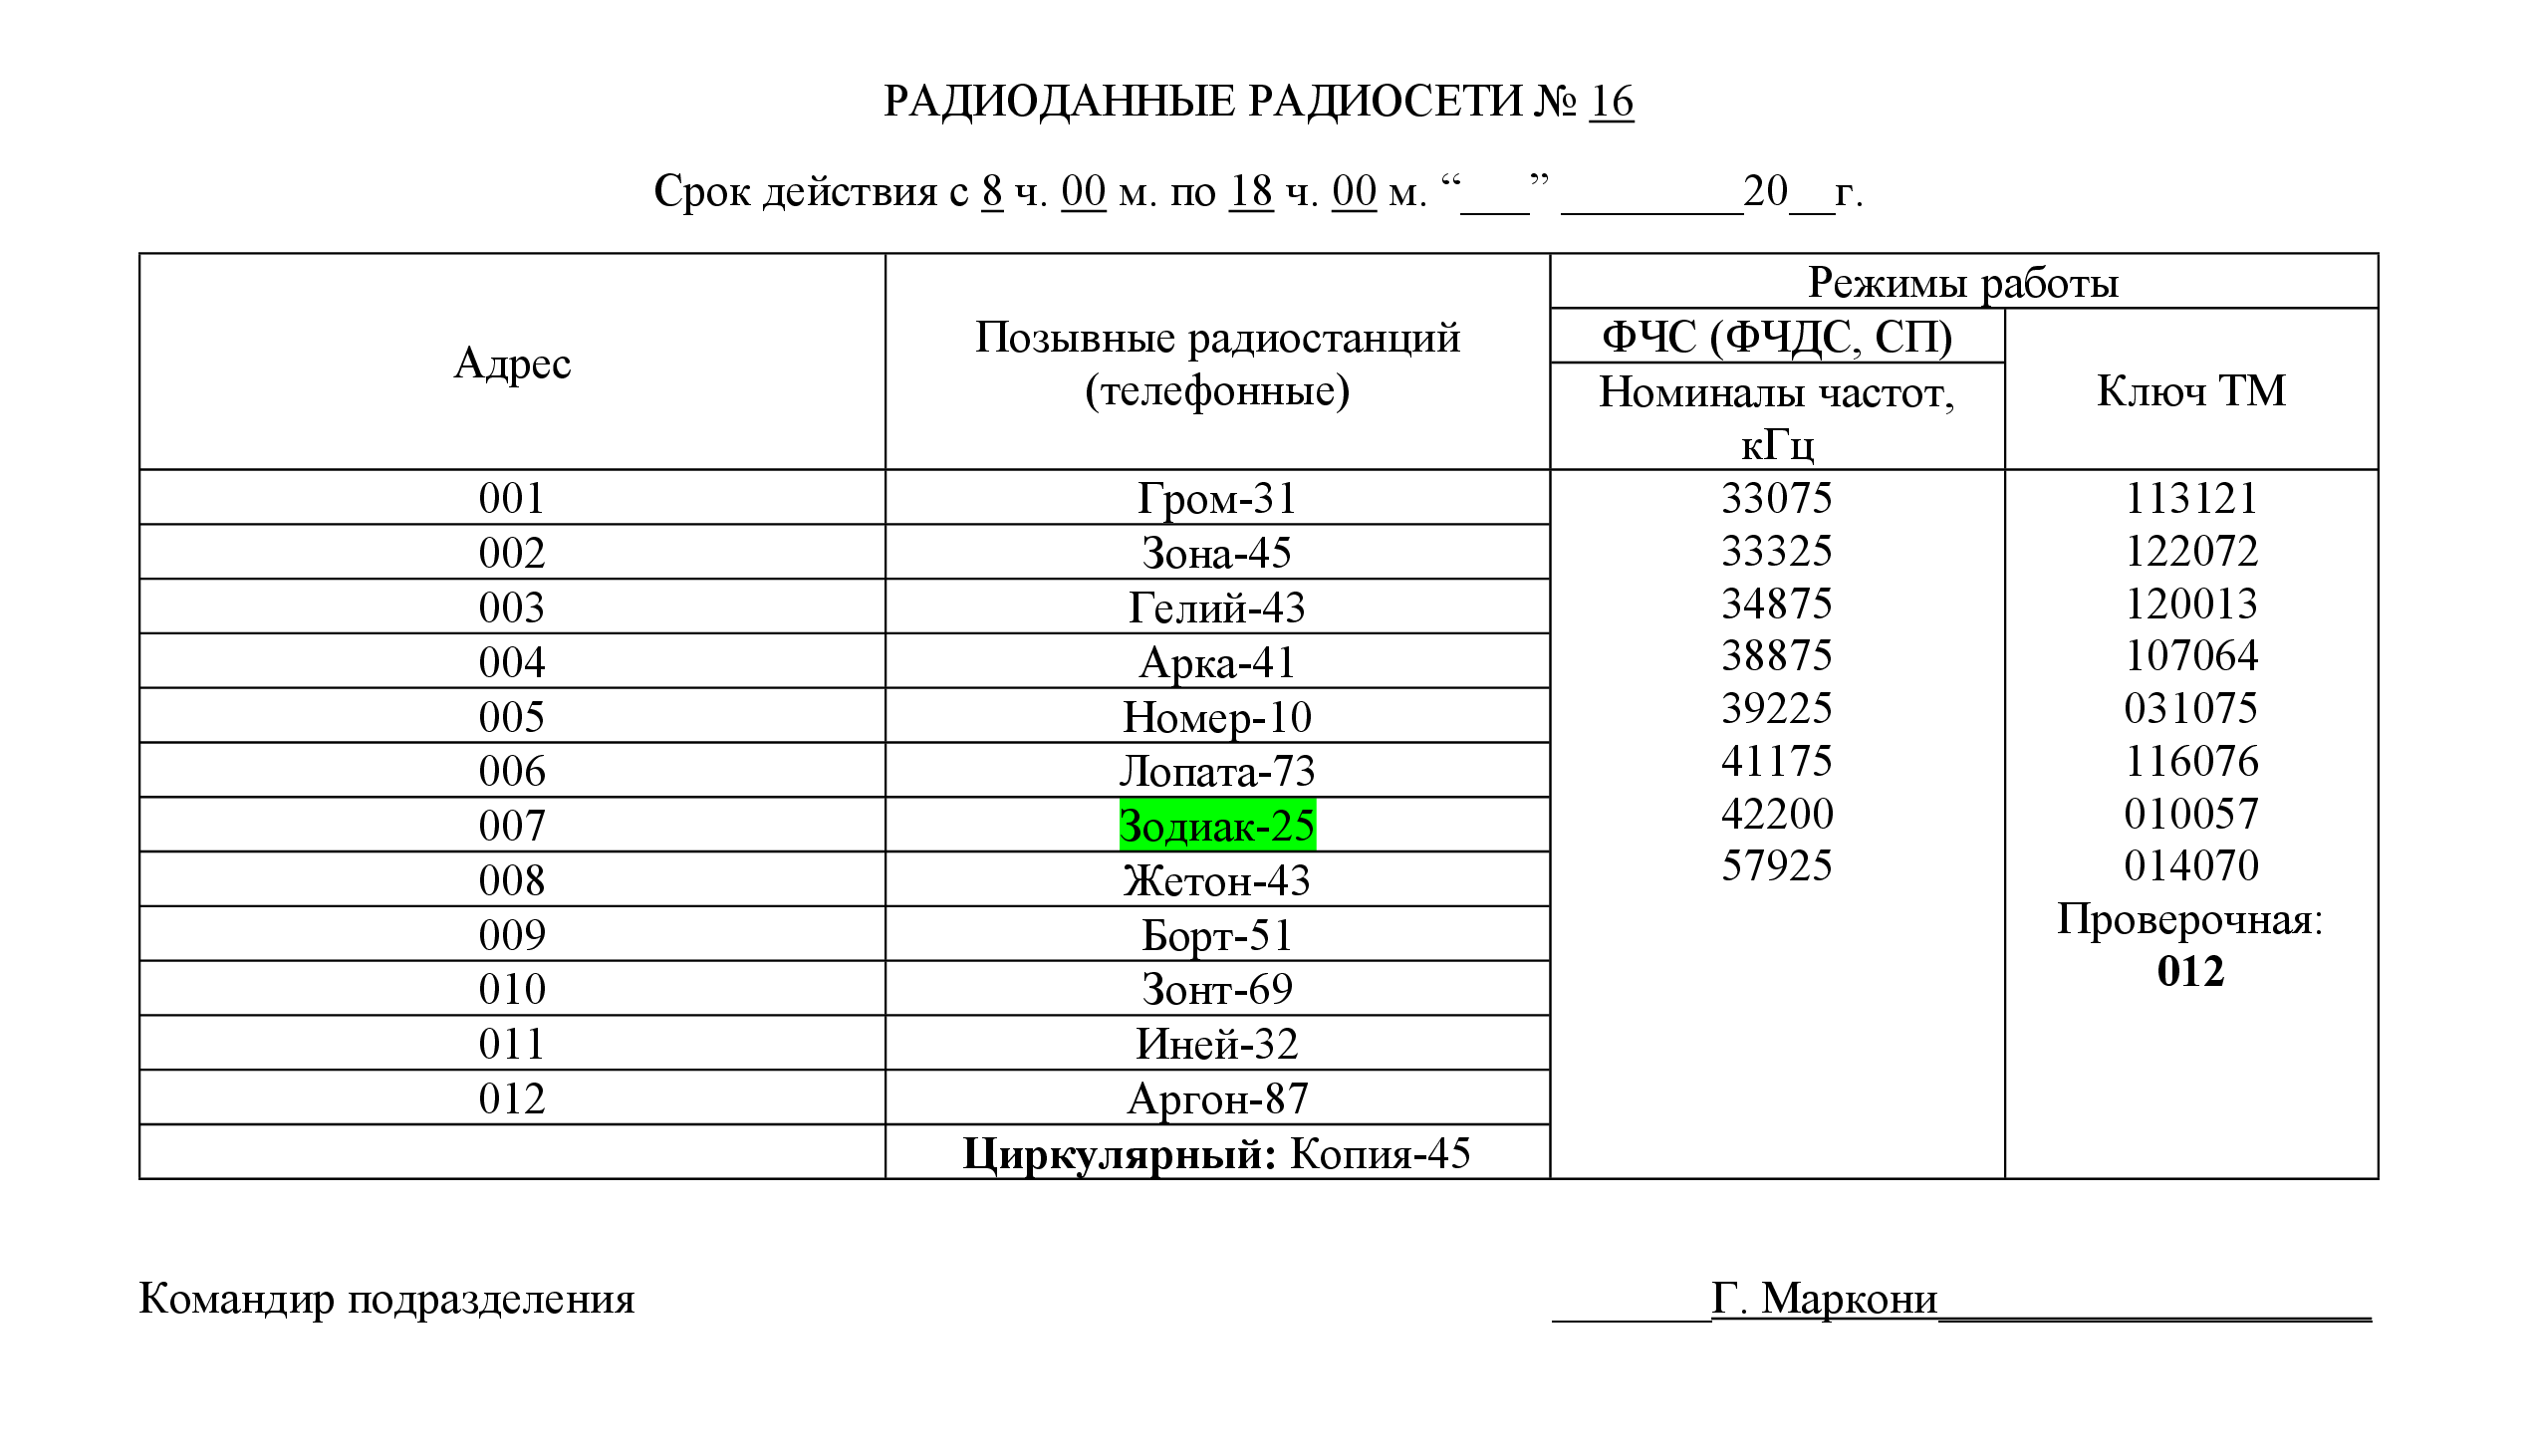 РАДИОДАННЫЕ РАДИОСЕТИ № 16
Срок действия с 8 ч. 00 м. по 18 ч. 00 м. “___” ________20__г.
Адрес
Позывные радиостанций
(телефонные)
Режимы работы
ФЧС (ФЧДС, СП)
Номиналы частот,
кГц
Ключ ТМ
001 Гром-31 33075 113121
002 Зона-45 33325 122072
003 Гелий-43 34875 120013
004 Арка-41 38875 107064
005 Номер-10 39225 031075
006 Лопата-73 41175 116076
007 Зодиак-25 42200 010057
008 Жетон-43 57925 014070
009 Борт-51 Проверочная:
010 Зонт-69 012
011 Иней-32
012 Аргон-87
Циркулярный: Копия-45
Командир подразделения _______Г. Маркони___________________